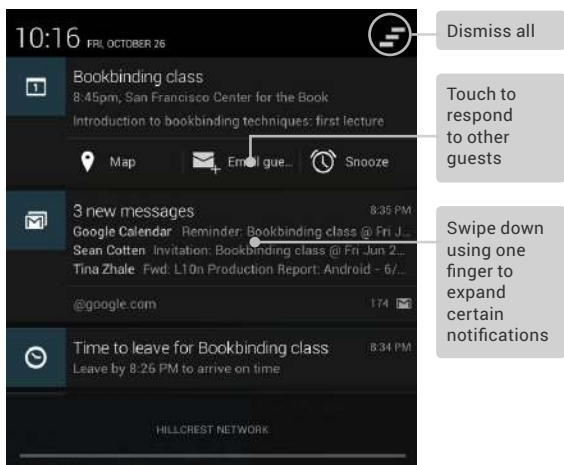 10:16 FRI, OCTOBER 26
Dismiss all
1
Bookbinding class
8:45pm, San Francisco Center for the Book
Introduction to bookbinding techniques: first lecture
Map
Email gue...
Snooze
Touch to
respond
to other
guests
3 new messages 8:35 PM
Google Calendar Reminder: Bookbinding class @ Fri J...
Sean Cotten Invitation: Bookbinding class @ Fri Jun 2...
Tina Zhale Fwd: L10n Production Report: Android - 6/...
@google.com 174
Swipe down
using one
finger to
expand
certain
notifications
Time to leave for Bookbinding class 8:34 PM
Leave by 8:26 PM to arrive on time
HILLCREST NETWORK